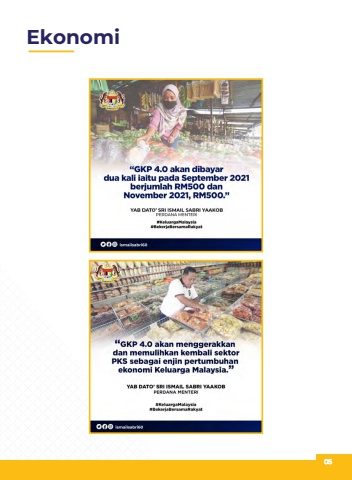 Ekonomi
“GKP 4.0 akan dibayar
dua kali iaitu pada September 2021
berjumlah RM500 dan
November 2021, RM500.”
YAB DATO’ SRI ISMAIL SABRI YAAKOB
PERDANA MENTERI
#KeluargaMalaysia
#BekerjaBersamaRakyat
ismailsabri60
“GKP 4.0 akan menggerakkan
dan memulihkan kembali sektor
PKS sebagai enjin pertumbuhan
ekonomi Keluarga Malaysia.”
YAB DATO’ SRI ISMAIL SABRI YAAKOB
PERDANA MENTERI
#KeluargaMalaysia
#BekerjaBersamaRakyat
ismailsabri60
05